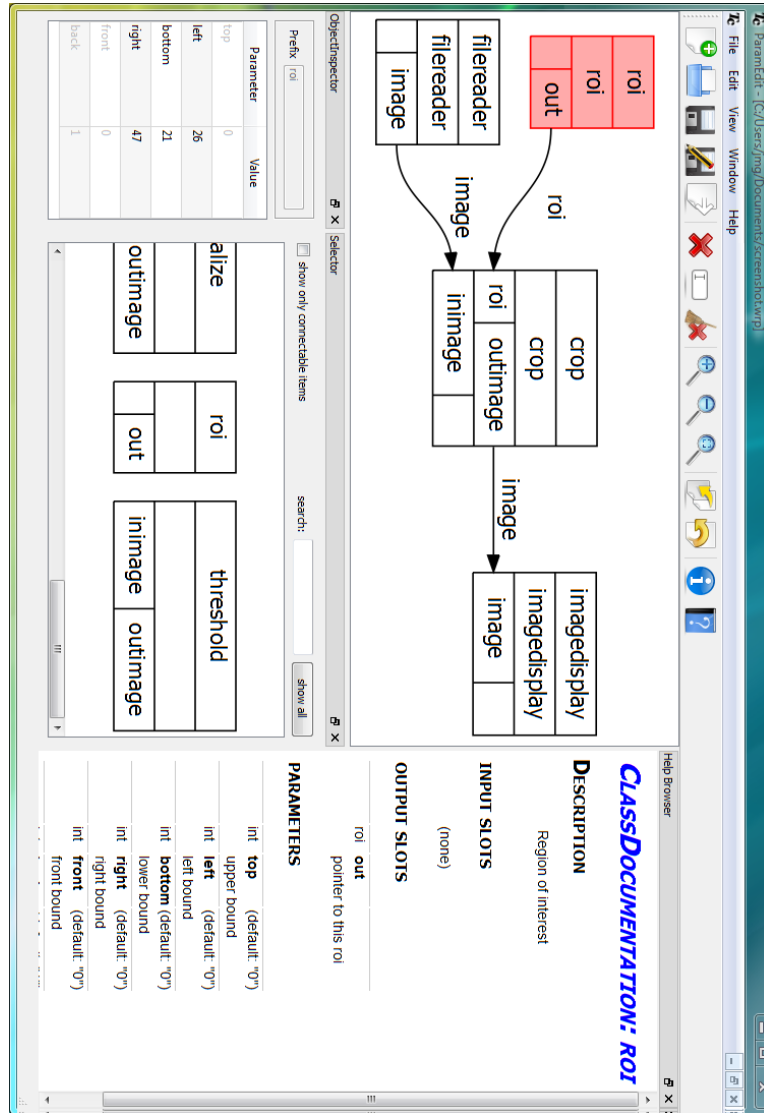 ParamEdit - [C:/Users/jmg/Documents/screenshot.wrp]
File Edit View Window Help
roi
roi
out
filereader
filereader
image
roi
image
crop
crop
roi outimage
inimage
image
imagedisplay
imagedisplay
image
ObjectInspector
Prefix roi
Parameter Value
top 0
left 26
bottom 21
right 47
front 0
back 1
Selector
show only connectable items
search:
show all
alize
outimage
roi
out
threshold
inimage outimage
Help Browser
CLASSDOCUMENTATION: ROI
DESCRIPTION
Region of interest
INPUT SLOTS
(none)
OUTPUT SLOTS
roi out
pointer to this roi
PARAMETERS
int top (default: "0")
upper bound
int left (default: "0")
left bound
int bottom (default: "0")
lower bound
int right (default: "0")
right bound
int front (default: "0")
front bound